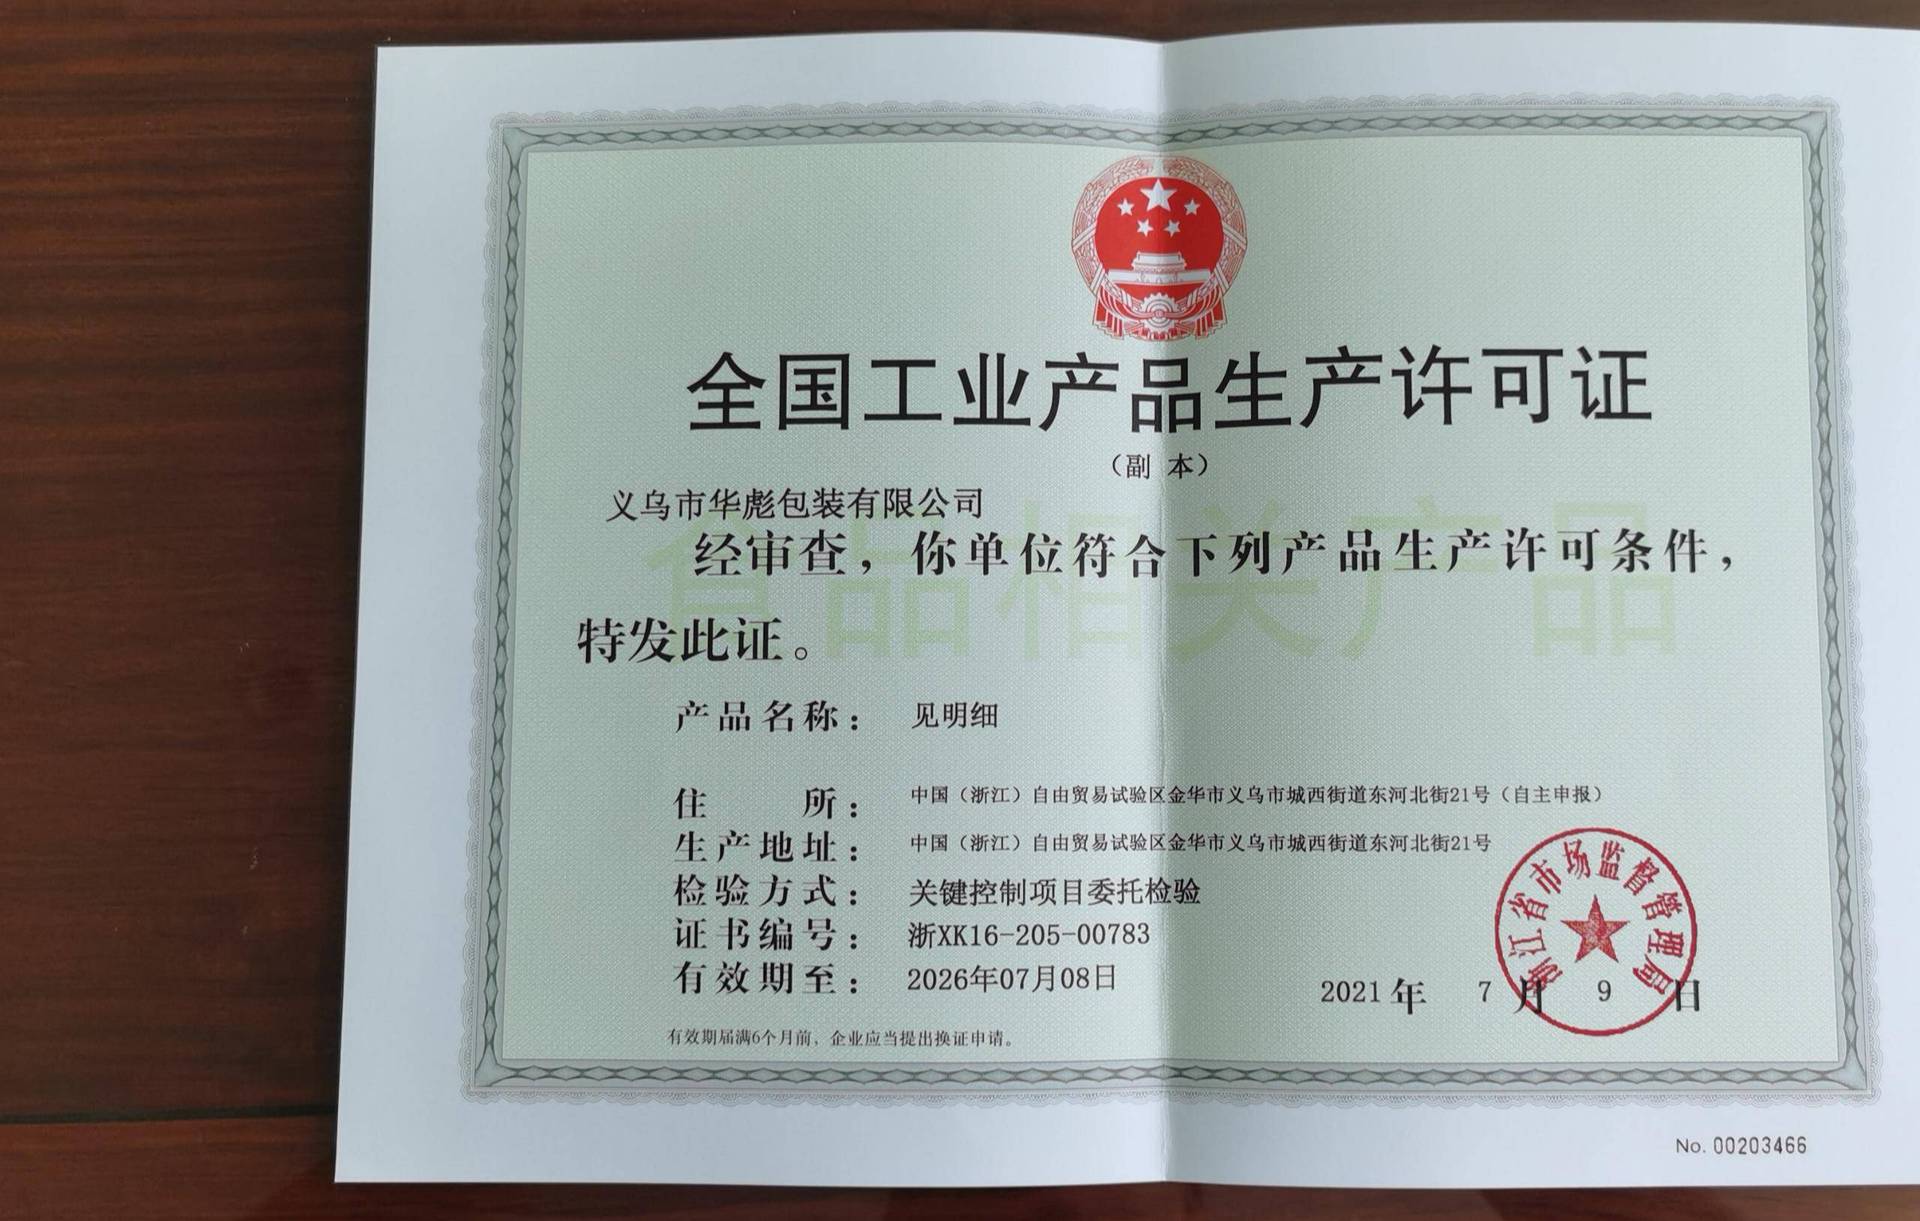 全国工业产品生产许可证
（副 本）
义乌市华彪包装有限公司
食品相关产品
经审查，你单位符合下列产品生产许可条件，
特发此证。
产品名称： 见明细
住 所： 中国（浙江）自由贸易试验区金华市义乌市城西街道东河北街21号（自主申报）
生产地址： 中国（浙江）自由贸易试验区金华市义乌市城西街道东河北街21号
检验方式： 关键控制项目委托检验
证书编号： 浙XK16-205-00783
有效期至： 2026年07月08日
浙江省市场监督管理局
2021 年 7 月 9 日
有效期届满6个月前，企业应当提出换证申请。
No. 00203466